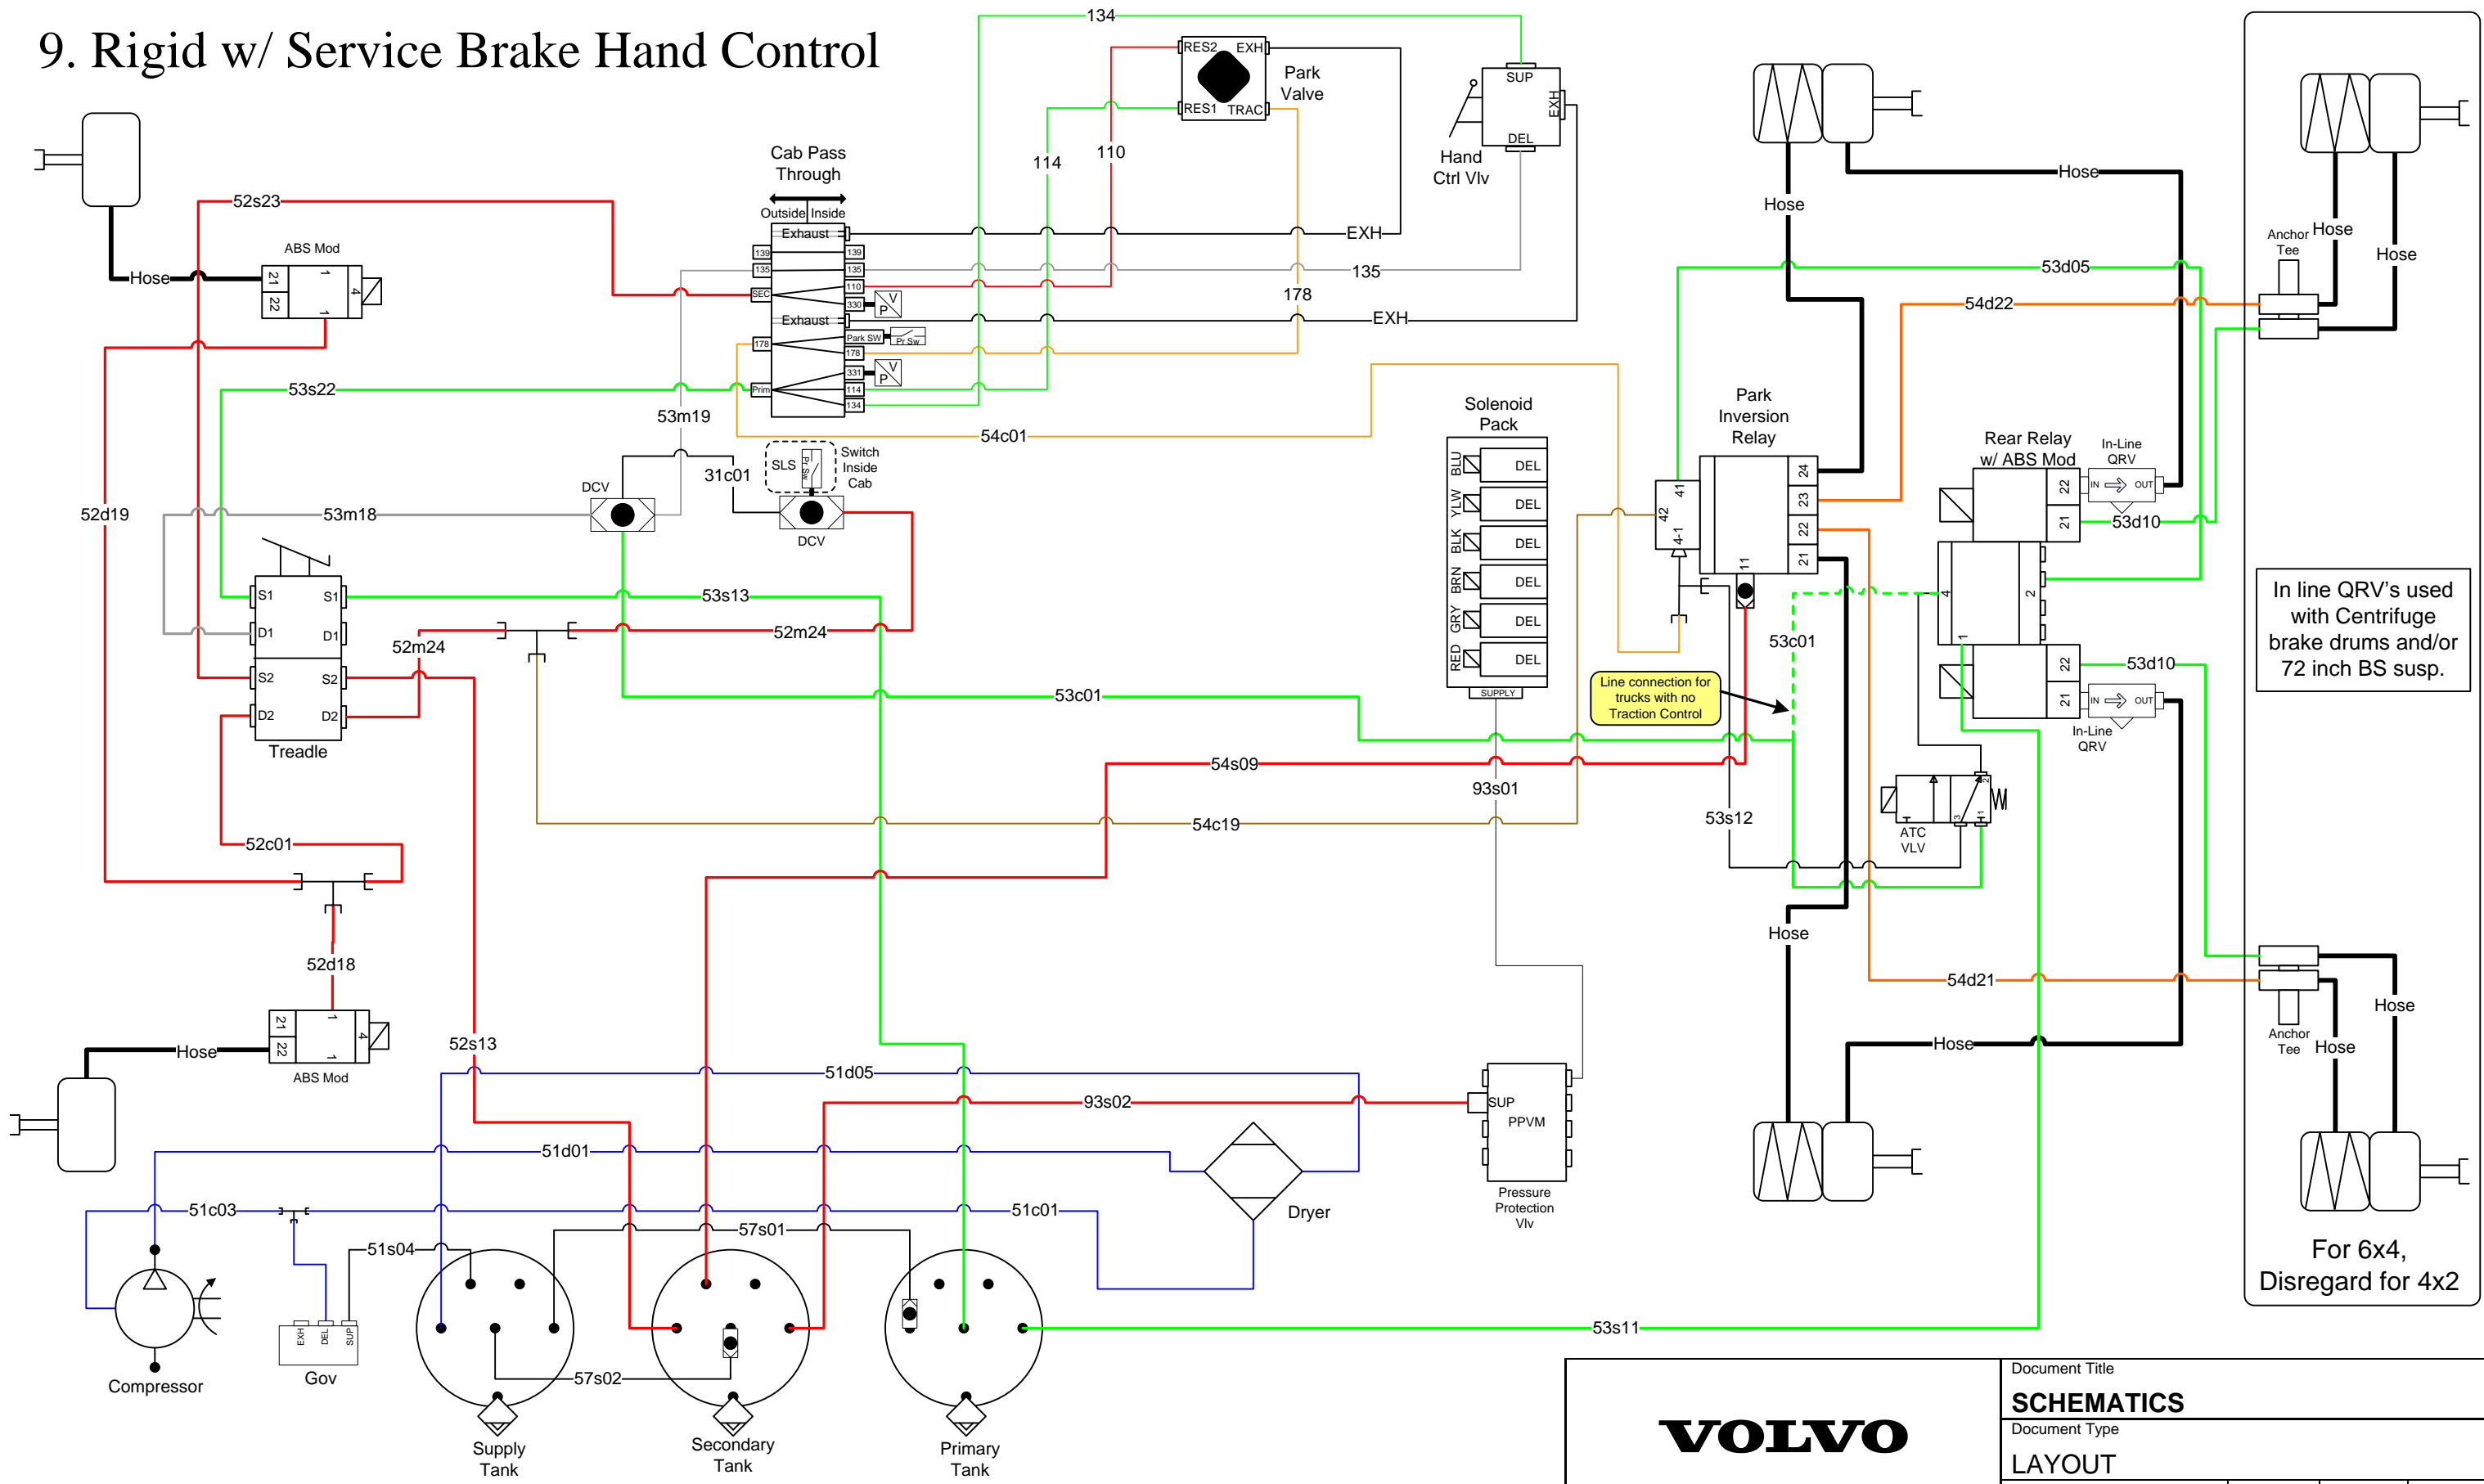 9. Rigid w/ Service Brake Hand Control
134
RES2
EXH
RES1
TRAC
Park
Valve
SUP
EXH
DEL
Hand
Ctrl Vlv
114
110
Cab Pass
Through
Outside
Inside
Exhaust
139
139
135
135
SEC
110
330
V
P
Exhaust
Park SW
Pr Sw
178
178
331
V
P
Prim
114
134
EXH
135
178
EXH
52s23
ABS Mod
Hose
21
22
1
1
4
53s22
53m19
54c01
52d19
53m18
DCV
31c01
SLS
Pr Sw
Switch
Inside
Cab
DCV
S1
S1
D1
D1
S2
S2
D2
D2
Treadle
53s13
52m24
52m24
53c01
54s09
54c19
52c01
52d18
52s13
21
22
1
1
4
ABS Mod
Hose
Solenoid
Pack
BLU
DEL
YLW
DEL
BLK
DEL
BRN
DEL
GRY
DEL
RED
DEL
SUPPLY
93s01
Line connection for
trucks with no
Traction Control
53c01
53s12
Park
Inversion
Relay
41
42
4-1
11
24
23
22
21
Hose
Hose
53d05
54d22
Rear Relay
w/ ABS Mod
22
21
In-Line
QRV
IN
OUT
53d10
4
2
1
22
21
53d10
IN
OUT
In-Line
QRV
ATC
VLV
2
3
1
Hose
54d21
Hose
53s11
Anchor
Tee
Hose
Hose
In line QRV's used
with Centrifuge
brake drums and/or
72 inch BS susp.
Anchor
Tee
Hose
Hose
For 6x4,
Disregard for 4x2
51d05
93s02
51d01
51c03
51c01
57s01
51s04
57s02
Dryer
SUP
PPVM
Pressure
Protection
Vlv
Compressor
EXH
DEL
SUP
Gov
Supply
Tank
Secondary
Tank
Primary
Tank
VOLVO
Document Title
SCHEMATICS
Document Type
LAYOUT